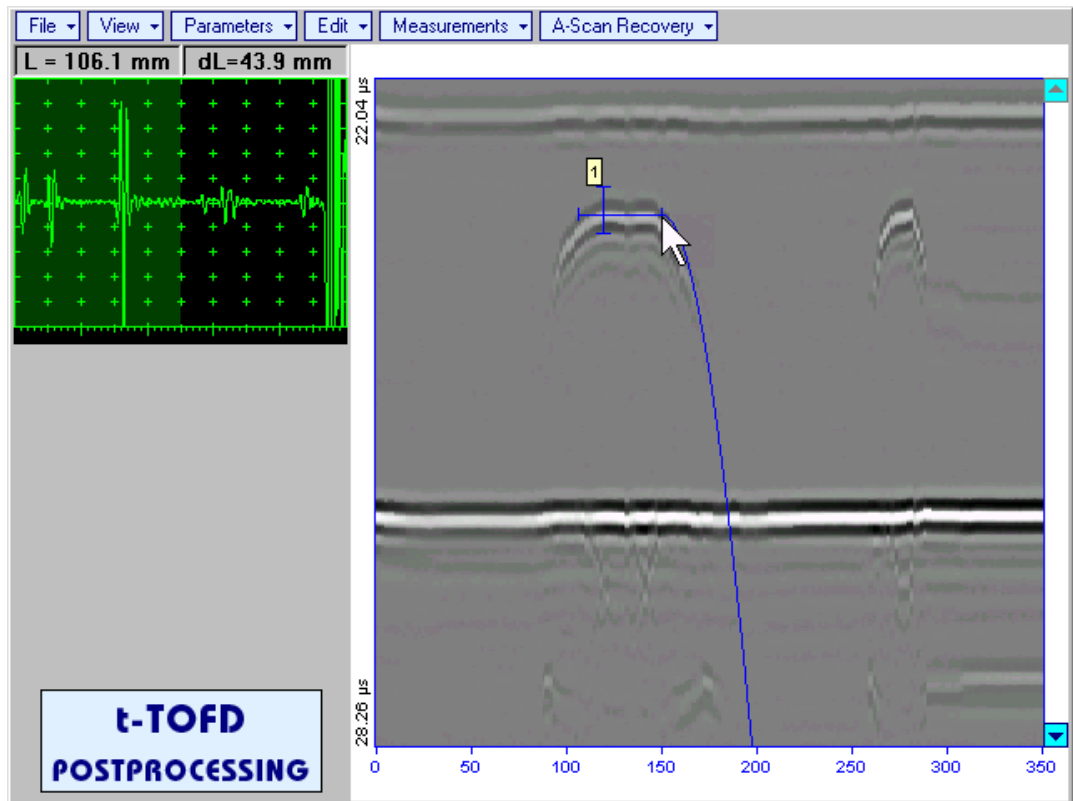 File View Parameters Edit Measurements A-Scan Recovery
L = 106.1 mm dL=43.9 mm
22.04 µs
1
28.26 µs
0 50 100 150 200 250 300 350
t-TOFD
POSTPROCESSING